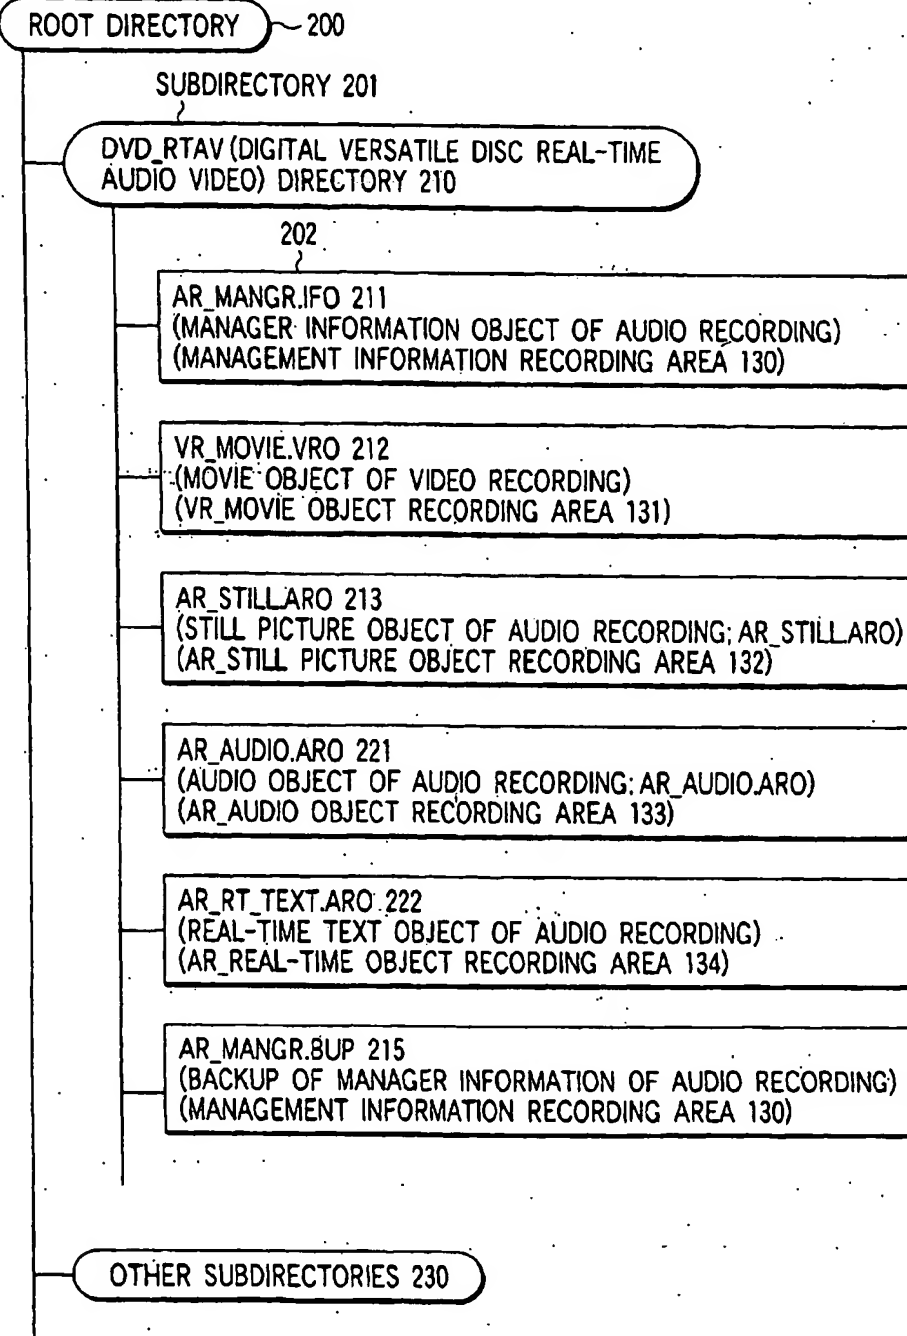 ROOT DIRECTORY 200
SUBDIRECTORY 201
DVD_RTAV (DIGITAL VERSATILE DISC REAL-TIME
AUDIO VIDEO) DIRECTORY 210
202
AR_MANGR.IFO 211
(MANAGER INFORMATION OBJECT OF AUDIO RECORDING)
(MANAGEMENT INFORMATION RECORDING AREA 130)
VR_MOVIE.VRO 212
(MOVIE OBJECT OF VIDEO RECORDING)
(VR_MOVIE OBJECT RECORDING AREA 131)
AR_STILL.ARO 213
(STILL PICTURE OBJECT OF AUDIO RECORDING; AR_STILL.ARO)
(AR_STILL PICTURE OBJECT RECORDING AREA 132)
AR_AUDIO.ARO 221
(AUDIO OBJECT OF AUDIO RECORDING; AR_AUDIO.ARO)
(AR_AUDIO OBJECT RECORDING AREA 133)
AR_RT_TEXT.ARO 222
(REAL-TIME TEXT OBJECT OF AUDIO RECORDING)
(AR_REAL-TIME OBJECT RECORDING AREA 134)
AR_MANGR.BUP 215
(BACKUP OF MANAGER INFORMATION OF AUDIO RECORDING)
(MANAGEMENT INFORMATION RECORDING AREA 130)
OTHER SUBDIRECTORIES 230